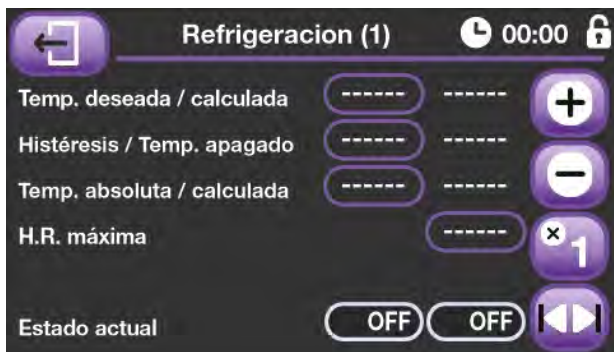 Refrigeracion (1) 00:00
Temp. deseada / calculada ------ ------
Histéresis / Temp. apagado ------ ------
Temp. absoluta / calculada ------ ------
H.R. máxima ------
×1
Estado actual OFF OFF